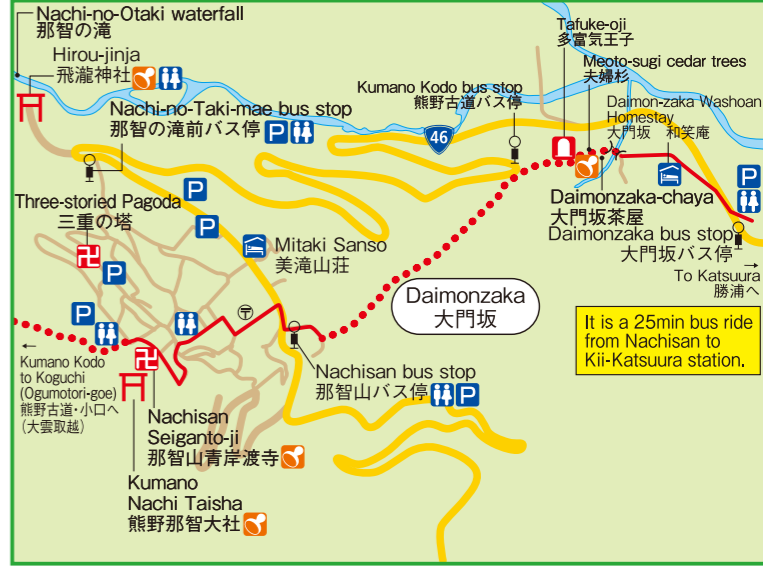 Nachi-no-Otaki waterfall
那智の滝
Hirou-jinja
飛瀧神社
Nachi-no-Taki-mae bus stop
那智の滝前バス停
P
Three-storied Pagoda
三重の塔
P
P
P
P
Mitaki Sanso
美滝山荘
〒
Kumano Kodo bus stop
熊野古道バス停
46
Tafuke-oji
多富気王子
Meoto-sugi cedar trees
夫婦杉
Daimon-zaka Washoan
Homestay
大門坂 和笑庵
Daimonzaka-chaya
大門坂茶屋
P
Daimonzaka bus stop
大門坂バス停
→
To Katsuura
勝浦へ
Daimonzaka
大門坂
It is a 25min bus ride
from Nachisan to
Kii-Katsuura station.
←
Kumano Kodo
to Koguchi
(Ogumotori-goe)
熊野古道・小口へ
（大雲取越）
Nachisan bus stop
那智山バス停
P
Nachisan
Seiganto-ji
那智山青岸渡寺
Kumano
Nachi Taisha
熊野那智大社